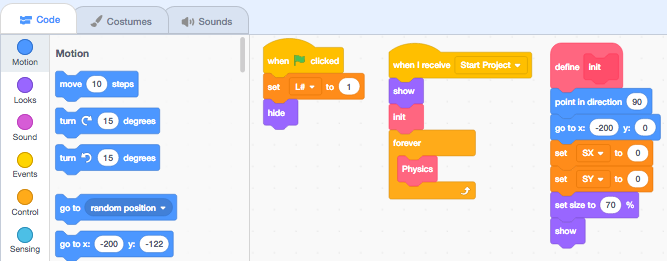 Code
Costumes
Sounds
Motion
Looks
Sound
Events
Control
Sensing
Motion
move 10 steps
turn 15 degrees
turn 15 degrees
go to random position
go to x: -200 y: -122
when clicked
set L# to 1
hide
when I receive Start Project
show
init
forever
Physics
define init
point in direction 90
go to x: -200 y: 0
set SX to 0
set SY to 0
set size to 70 %
show